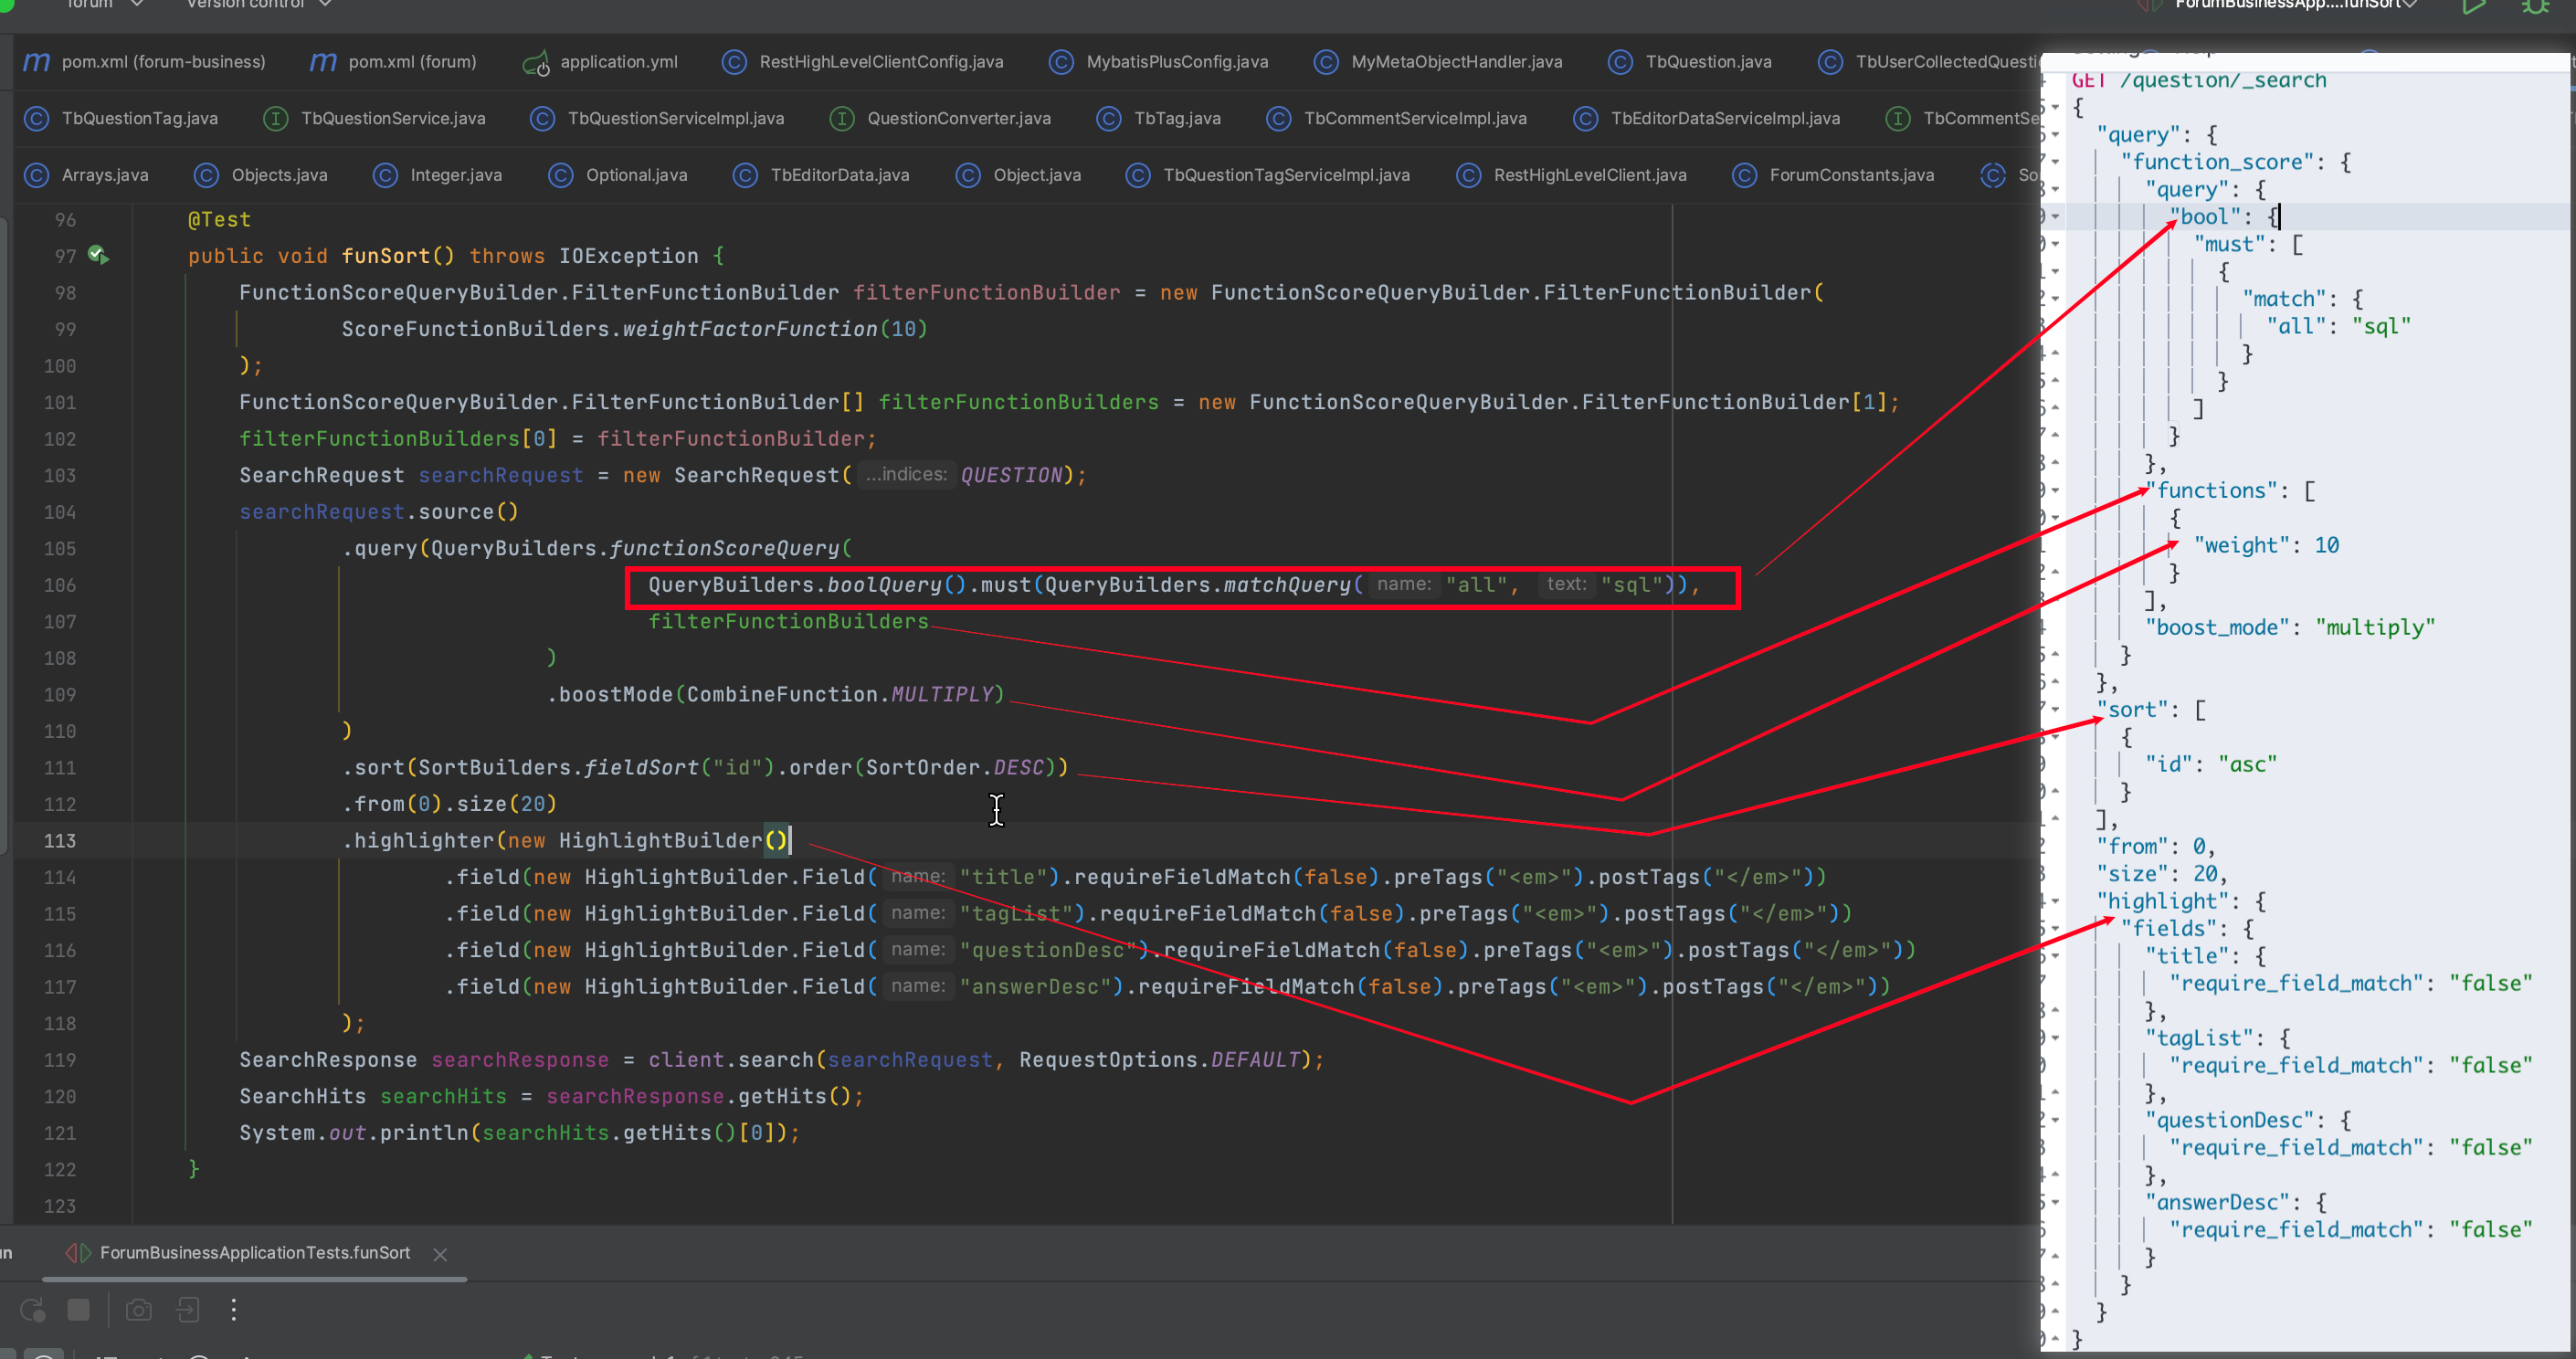 forum
Version control
ForumBusinessApp....funSort
pom.xml (forum-business)
pom.xml (forum)
application.yml
RestHighLevelClientConfig.java
MybatisPlusConfig.java
MyMetaObjectHandler.java
TbQuestion.java
TbUserCollectedQuesti
TbQuestionTag.java
TbQuestionService.java
TbQuestionServiceImpl.java
QuestionConverter.java
TbTag.java
TbCommentServiceImpl.java
TbEditorDataServiceImpl.java
TbCommentSe
Arrays.java
Objects.java
Integer.java
Optional.java
TbEditorData.java
Object.java
TbQuestionTagServiceImpl.java
RestHighLevelClient.java
ForumConstants.java
So
96 @Test
97 public void funSort() throws IOException {
98 FunctionScoreQueryBuilder.FilterFunctionBuilder filterFunctionBuilder = new FunctionScoreQueryBuilder.FilterFunctionBuilder(
99 ScoreFunctionBuilders.weightFactorFunction(10)
100 );
101 FunctionScoreQueryBuilder.FilterFunctionBuilder[] filterFunctionBuilders = new FunctionScoreQueryBuilder.FilterFunctionBuilder[1];
102 filterFunctionBuilders[0] = filterFunctionBuilder;
103 SearchRequest searchRequest = new SearchRequest( ...indices: QUESTION);
104 searchRequest.source()
105 .query(QueryBuilders.functionScoreQuery(
106 QueryBuilders.boolQuery().must(QueryBuilders.matchQuery( name: "all", text: "sql")),
107 filterFunctionBuilders
108 )
109 .boostMode(CombineFunction.MULTIPLY)
110 )
111 .sort(SortBuilders.fieldSort("id").order(SortOrder.DESC))
112 .from(0).size(20)
113 .highlighter(new HighlightBuilder()
114 .field(new HighlightBuilder.Field( name: "title").requireFieldMatch(false).preTags("<em>").postTags("</em>"))
115 .field(new HighlightBuilder.Field( name: "tagList").requireFieldMatch(false).preTags("<em>").postTags("</em>"))
116 .field(new HighlightBuilder.Field( name: "questionDesc").requireFieldMatch(false).preTags("<em>").postTags("</em>"))
117 .field(new HighlightBuilder.Field( name: "answerDesc").requireFieldMatch(false).preTags("<em>").postTags("</em>"))
118 );
119 SearchResponse searchResponse = client.search(searchRequest, RequestOptions.DEFAULT);
120 SearchHits searchHits = searchResponse.getHits();
121 System.out.println(searchHits.getHits()[0]);
122 }
123
ForumBusinessApplicationTests.funSort
GET /question/_search
{
"query": {
"function_score": {
"query": {
"bool": {
"must": [
{
"match": {
"all": "sql"
}
}
]
}
},
"functions": [
{
"weight": 10
}
],
"boost_mode": "multiply"
}
},
"sort": [
{
"id": "asc"
}
],
"from": 0,
"size": 20,
"highlight": {
"fields": {
"title": {
"require_field_match": "false"
},
"tagList": {
"require_field_match": "false"
},
"questionDesc": {
"require_field_match": "false"
},
"answerDesc": {
"require_field_match": "false"
}
}
}
}